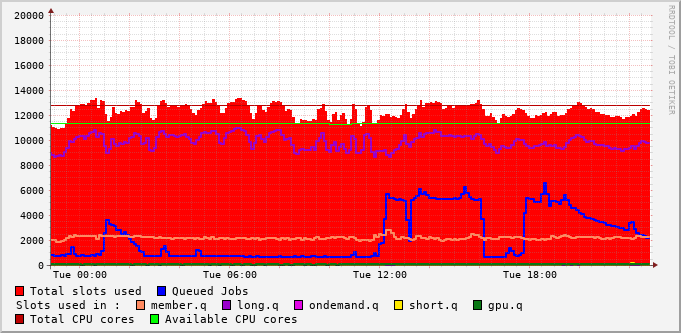 RRDTOOL / TOBI OETIKER
20000
18000
16000
14000
12000
10000
8000
6000
4000
2000
0
Tue 00:00 Tue 06:00 Tue 12:00 Tue 18:00
Total slots used Queued Jobs
Slots used in : member.q long.q ondemand.q short.q gpu.q
Total CPU cores Available CPU cores